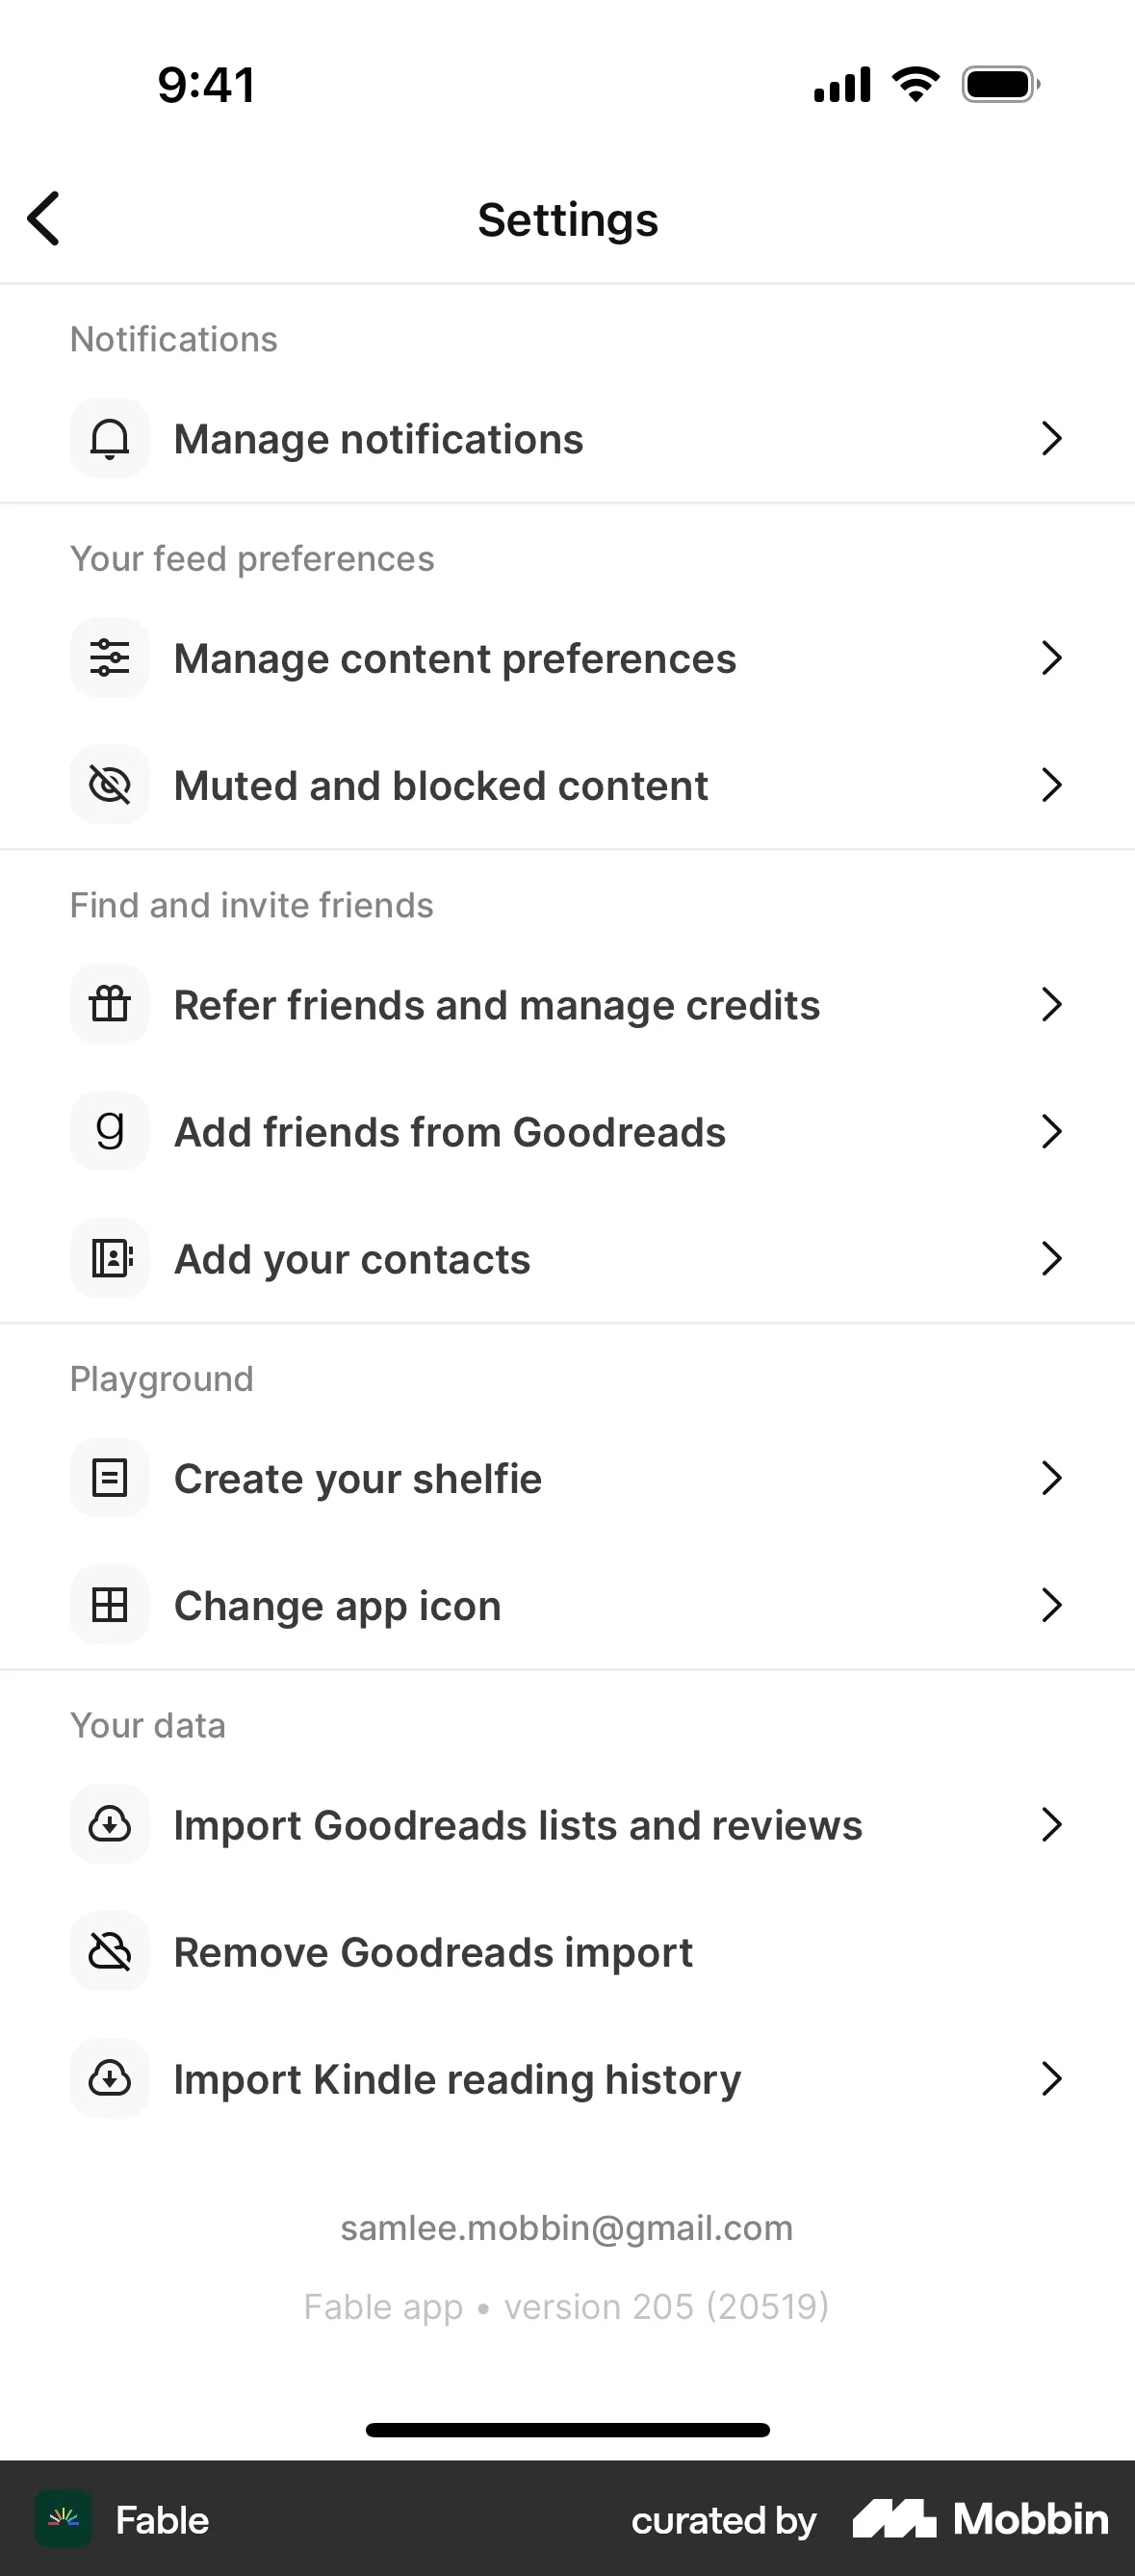 9:41
Settings
Notifications
Manage notifications
Your feed preferences
Manage content preferences
Muted and blocked content
Find and invite friends
Refer friends and manage credits
g Add friends from Goodreads
Add your contacts
Playground
Create your shelfie
Change app icon
Your data
Import Goodreads lists and reviews
Remove Goodreads import
Import Kindle reading history
samlee.mobbin@gmail.com
Fable app • version 205 (20519)
Fable curated by Mobbin